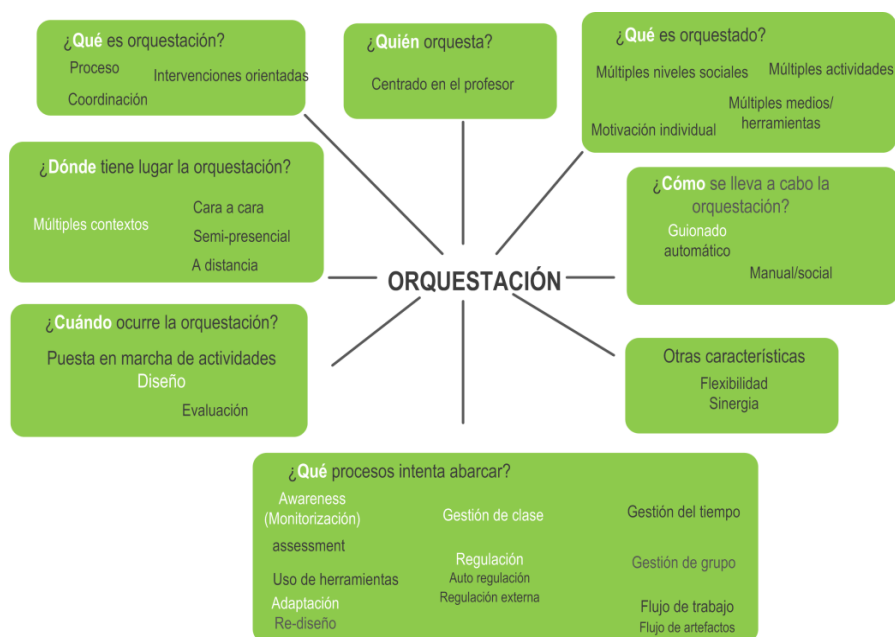 ¿Qué es orquestación?
Proceso
Intervenciones orientadas
Coordinación
¿Quién orquesta?
Centrado en el profesor
¿Qué es orquestado?
Múltiples niveles sociales
Múltiples actividades
Múltiples medios/
herramientas
Motivación individual
¿Dónde tiene lugar la orquestación?
Múltiples contextos
Cara a cara
Semi-presencial
A distancia
¿Cómo se lleva a cabo la
orquestación?
Guionado
automático
Manual/social
ORQUESTACIÓN
¿Cuándo ocurre la orquestación?
Puesta en marcha de actividades
Diseño
Evaluación
Otras características
Flexibilidad
Sinergia
¿Qué procesos intenta abarcar?
Awareness
(Monitorización)
assessment
Uso de herramientas
Adaptación
Re-diseño
Gestión de clase
Regulación
Auto regulación
Regulación externa
Gestión del tiempo
Gestión de grupo
Flujo de trabajo
Flujo de artefactos